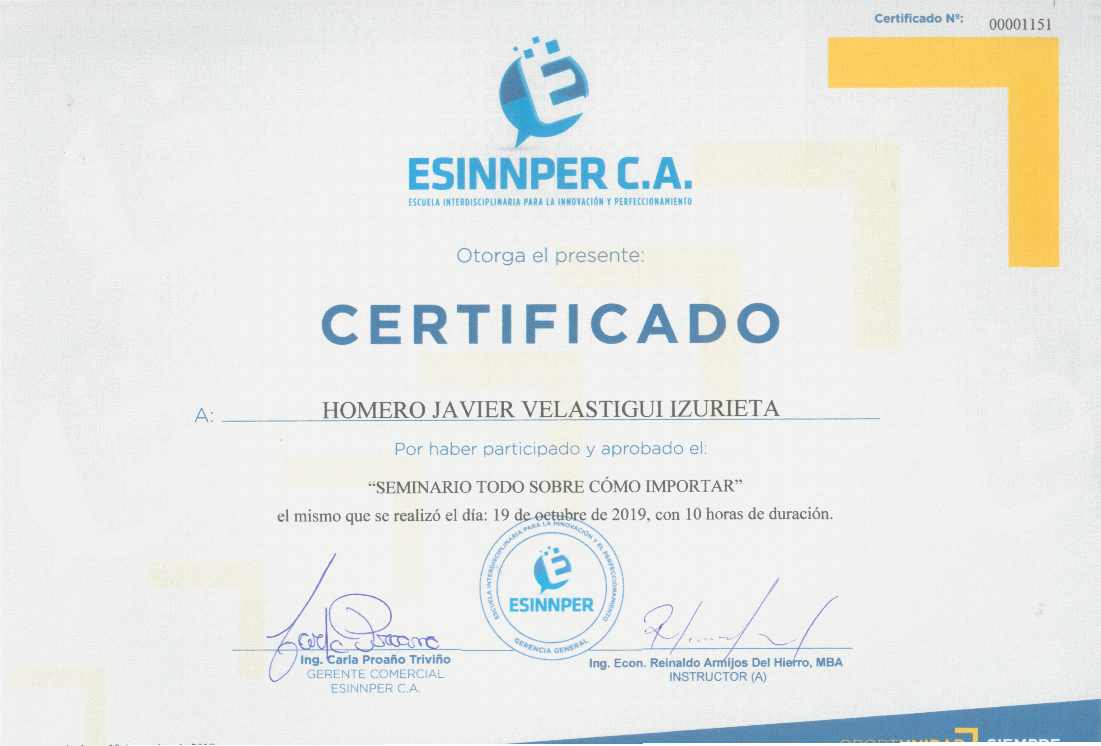 Certificado Nº: 00001151
E
ESINNPER C.A.
ESCUELA INTERDISCIPLINARIA PARA LA INNOVACIÓN Y PERFECCIONAMIENTO
Otorga el presente:
CERTIFICADO
A: HOMERO JAVIER VELASTIGUI IZURIETA
Por haber participado y aprobado el:
“SEMINARIO TODO SOBRE CÓMO IMPORTAR”
el mismo que se realizó el día: 19 de octubre de 2019, con 10 horas de duración.
ESCUELA INTERDISCIPLINARIA PARA LA INNOVACIÓN Y EL PERFECCIONAMIENTO
E
ESINNPER
GERENCIA GENERAL
Carla Proano
Ing. Carla Proaño Triviño
GERENTE COMERCIAL
ESINNPER C.A.
Ing. Econ. Reinaldo Armijos Del Hierro, MBA
INSTRUCTOR (A)
OPORTUNIDAD SIEMPRE